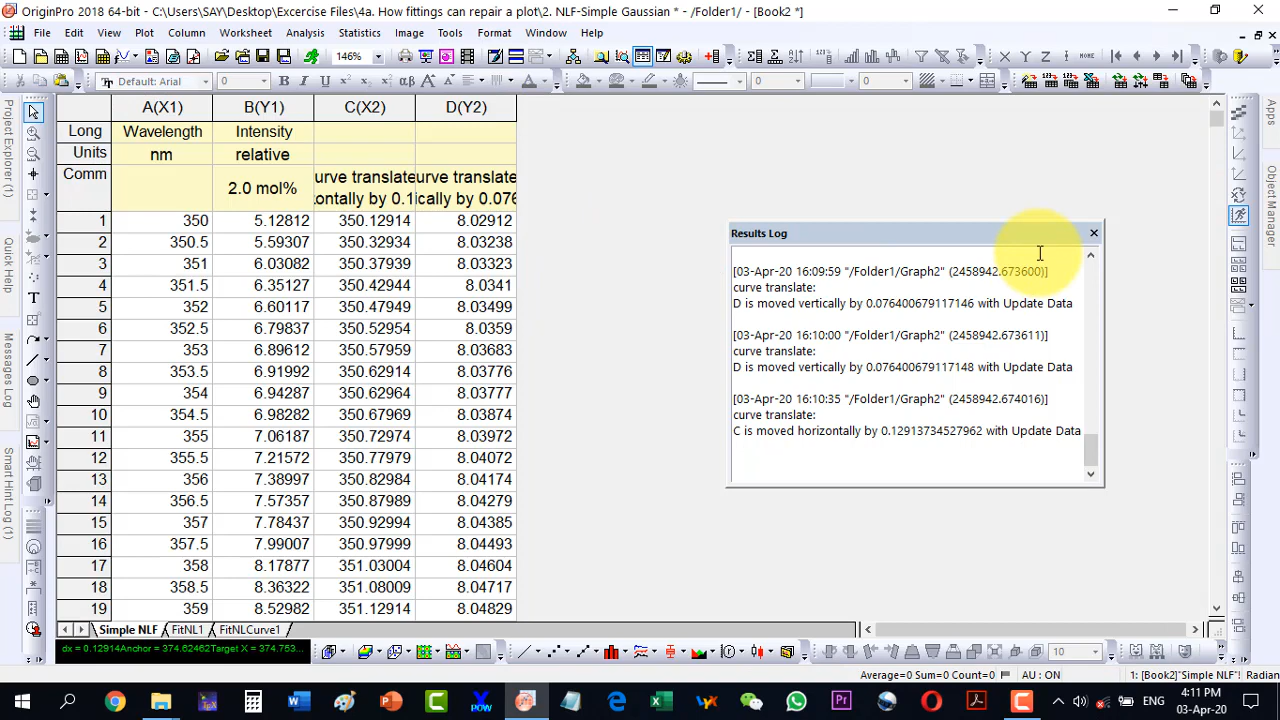 OriginPro 2018 64-bit - C:\Users\SAY\Desktop\Excercise Files\4a. How fittings can repair a plot\2. NLF-Simple Gaussian * - /Folder1/ - [Book2 *]
File Edit View Plot Column Worksheet Analysis Statistics Image Tools Format Window Help
146%
Default: Arial 0 B I U 0 0
A(X1) B(Y1) C(X2) D(Y2)
Long Wavelength Intensity
Units nm relative
Comm 2.0 mol% urve translate urve translate
ontally by 0.1 ically by 0.076
1 350 5.12812 350.12914 8.02912
2 350.5 5.59307 350.32934 8.03238
3 351 6.03082 350.37939 8.03323
4 351.5 6.35127 350.42944 8.0341
5 352 6.60117 350.47949 8.03499
6 352.5 6.79837 350.52954 8.0359
7 353 6.89612 350.57959 8.03683
8 353.5 6.91992 350.62914 8.03776
9 354 6.94287 350.62964 8.03777
10 354.5 6.98282 350.67969 8.03874
11 355 7.06187 350.72974 8.03972
12 355.5 7.21572 350.77979 8.04072
13 356 7.38997 350.82984 8.04174
14 356.5 7.57357 350.87989 8.04279
15 357 7.78437 350.92994 8.04385
16 357.5 7.99007 350.97999 8.04493
17 358 8.17877 351.03004 8.04604
18 358.5 8.36322 351.08009 8.04717
19 359 8.52982 351.12914 8.04829
Simple NLF FitNL1 FitNLCurve1
Results Log
[03-Apr-20 16:09:59 "/Folder1/Graph2" (2458942.673600)]
curve translate:
D is moved vertically by 0.076400679117146 with Update Data
[03-Apr-20 16:10:00 "/Folder1/Graph2" (2458942.673611)]
curve translate:
D is moved vertically by 0.076400679117148 with Update Data
[03-Apr-20 16:10:35 "/Folder1/Graph2" (2458942.674016)]
curve translate:
C is moved horizontally by 0.12913734527962 with Update Data
Project Explorer (1)
Quick Help
Messages Log
Smart Hint Log (1)
Apps
Object Manager
dx = 0.12914Anchor = 374.62462Target X = 374.753...
10
Average=0 Sum=0 Count=0 AU : ON 1: [Book2]"Simple NLF"! Radian
ENG
4:11 PM
03-Apr-20